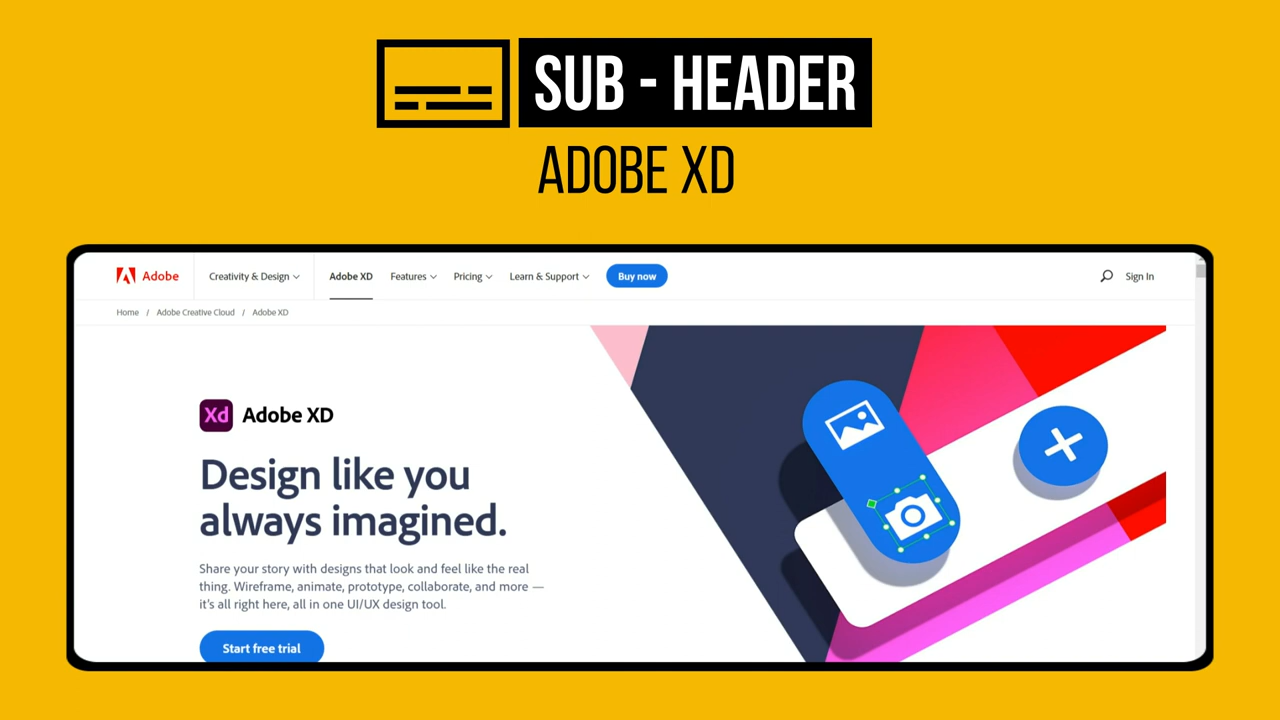 SUB - HEADER
ADOBE XD
Adobe Creativity & Design Adobe XD Features Pricing Learn & Support Buy now Sign In
Home / Adobe Creative Cloud / Adobe XD
Xd Adobe XD
Design like you
always imagined.
Share your story with designs that look and feel like the real
thing. Wireframe, animate, prototype, collaborate, and more —
it's all right here, all in one UI/UX design tool.
Start free trial